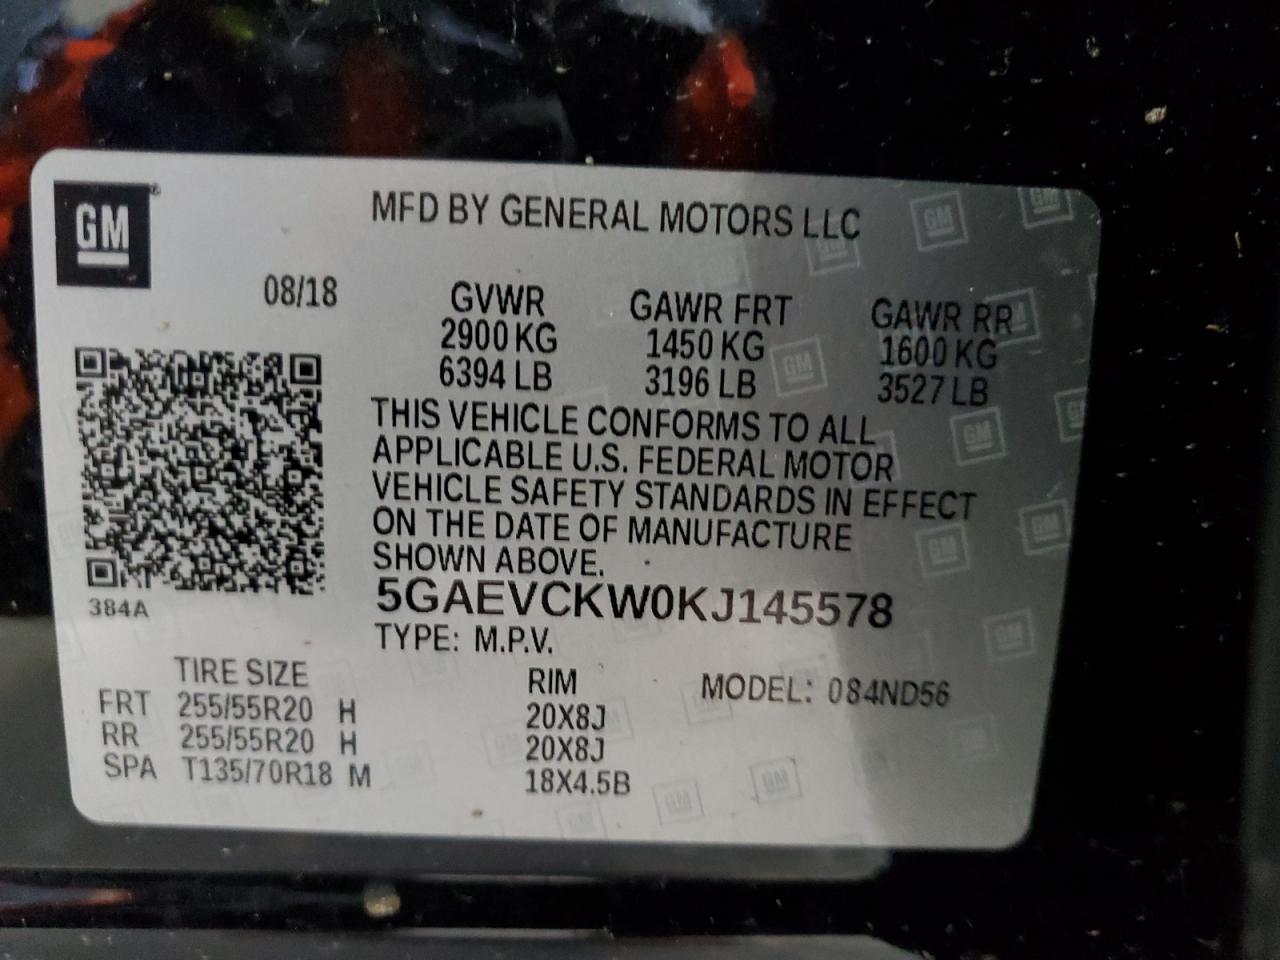 GM
MFD BY GENERAL MOTORS LLC
08/18
GVWR GAWR FRT GAWR RR
2900 KG 1450 KG 1600 KG
6394 LB 3196 LB 3527 LB
THIS VEHICLE CONFORMS TO ALL
APPLICABLE U.S. FEDERAL MOTOR
VEHICLE SAFETY STANDARDS IN EFFECT
ON THE DATE OF MANUFACTURE
SHOWN ABOVE.
384A
5GAEVCKW0KJ145578
TYPE: M.P.V.
TIRE SIZE RIM MODEL: 084ND56
FRT 255/55R20 H 20X8J
RR 255/55R20 H 20X8J
SPA T135/70R18 M 18X4.5B